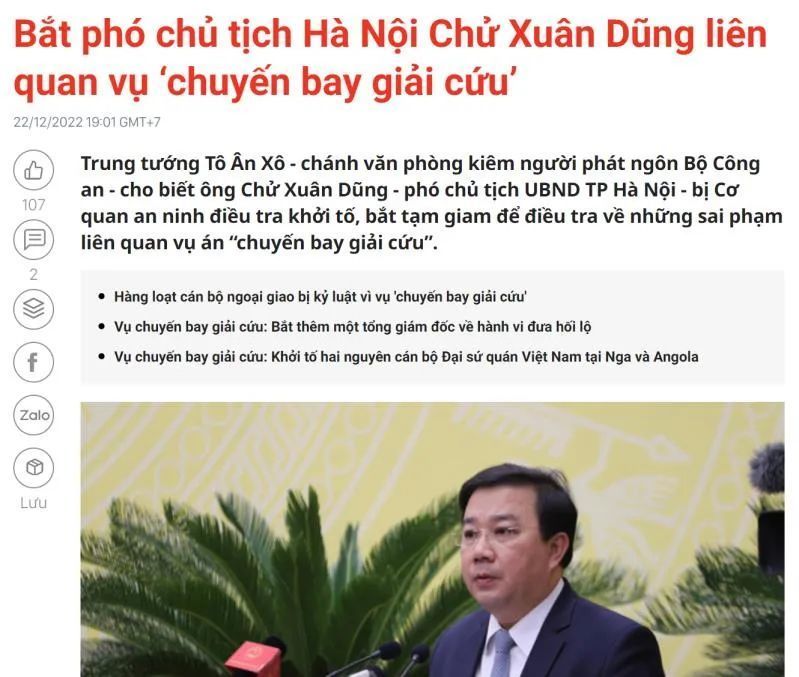 Bắt phó chủ tịch Hà Nội Chử Xuân Dũng liên
quan vụ ‘chuyến bay giải cứu’
22/12/2022 19:01 GMT+7
Trung tướng Tô Ân Xô - chánh văn phòng kiêm người phát ngôn Bộ Công
an - cho biết ông Chử Xuân Dũng - phó chủ tịch UBND TP Hà Nội - bị Cơ
quan an ninh điều tra khởi tố, bắt tạm giam để điều tra về những sai phạm
liên quan vụ án “chuyến bay giải cứu”.
107
2
Zalo
Lưu
Hàng loạt cán bộ ngoại giao bị kỷ luật vì vụ 'chuyến bay giải cứu'
Vụ chuyến bay giải cứu: Bắt thêm một tổng giám đốc về hành vi đưa hối lộ
Vụ chuyến bay giải cứu: Khởi tố hai nguyên cán bộ Đại sứ quán Việt Nam tại Nga và Angola